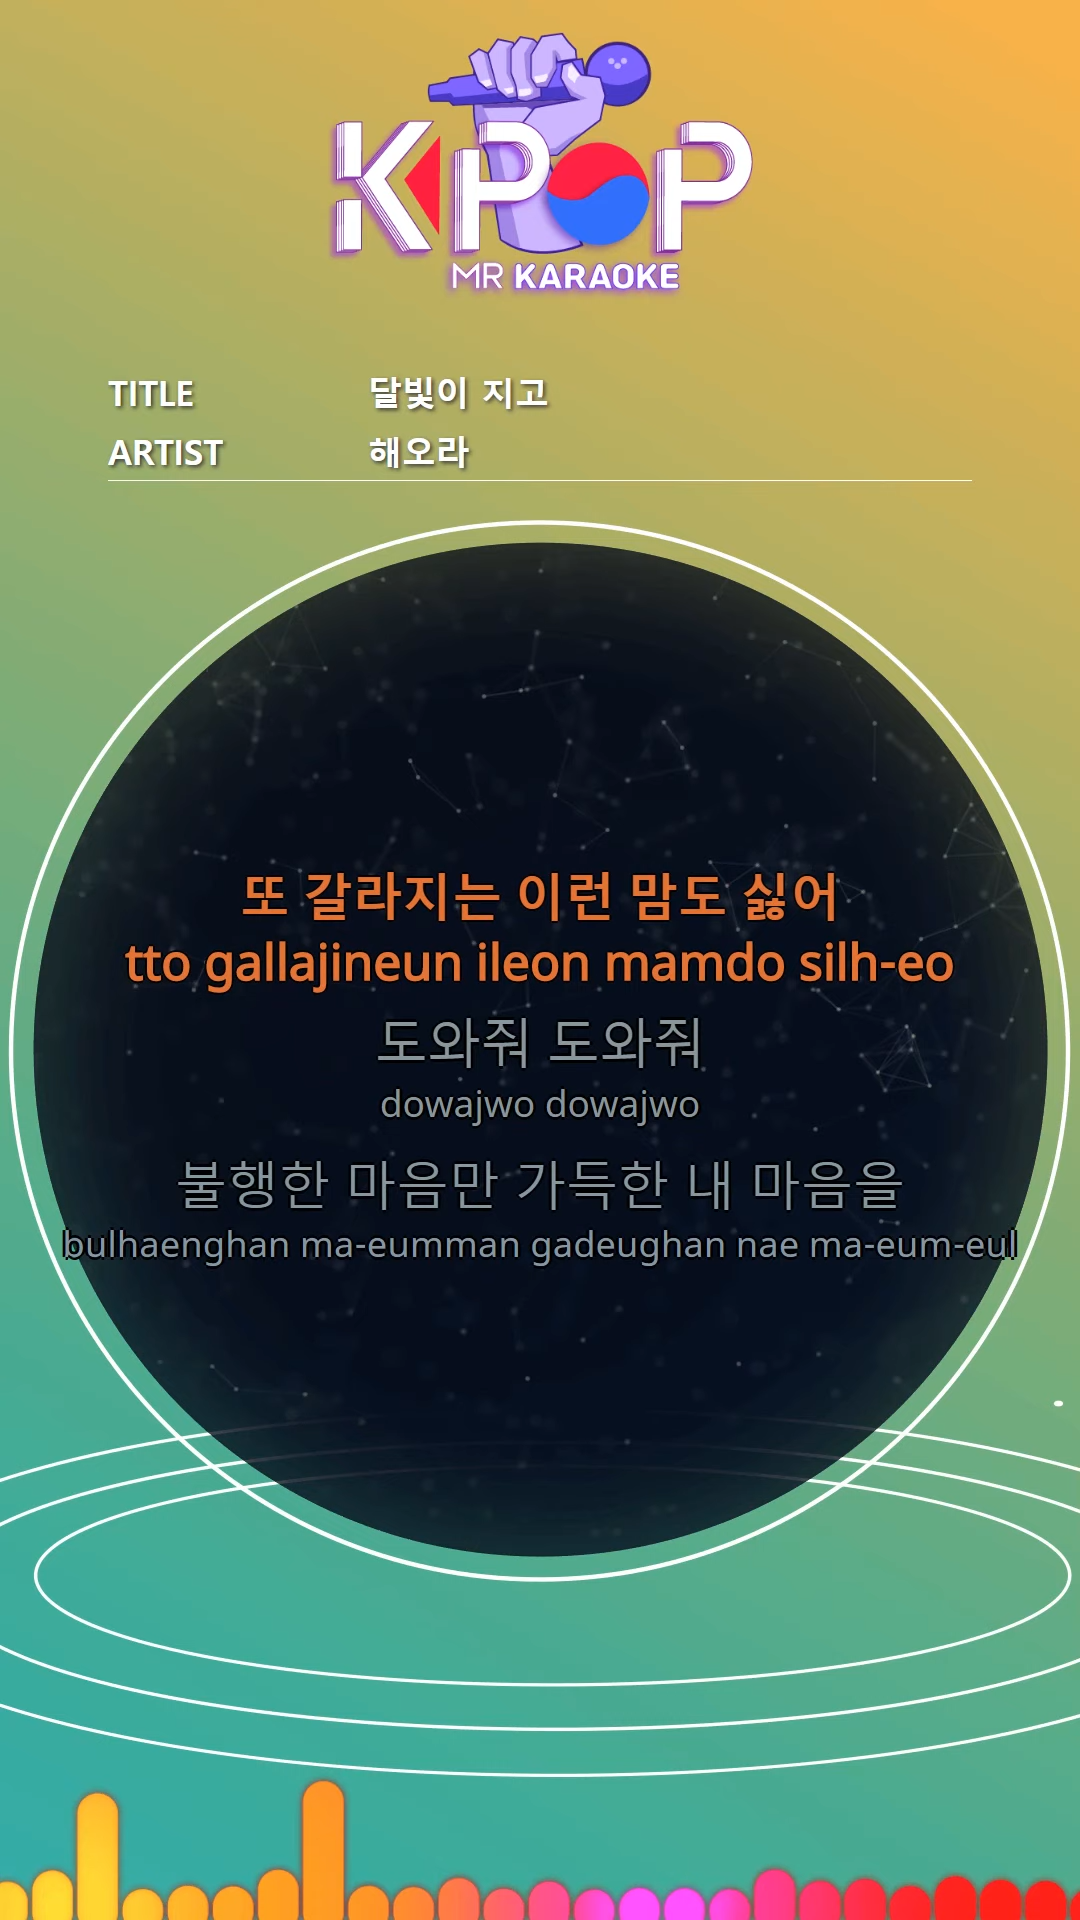 KPOP
MR KARAOKE
TITLE 달빛이 지고
ARTIST 해오라
또 갈라지는 이런 맘도 싫어
tto gallajineun ileon mamdo silh-eo
도와줘 도와줘
dowajwo dowajwo
불행한 마음만 가득한 내 마음을
bulhaenghan ma-eumman gadeughan nae ma-eum-eul